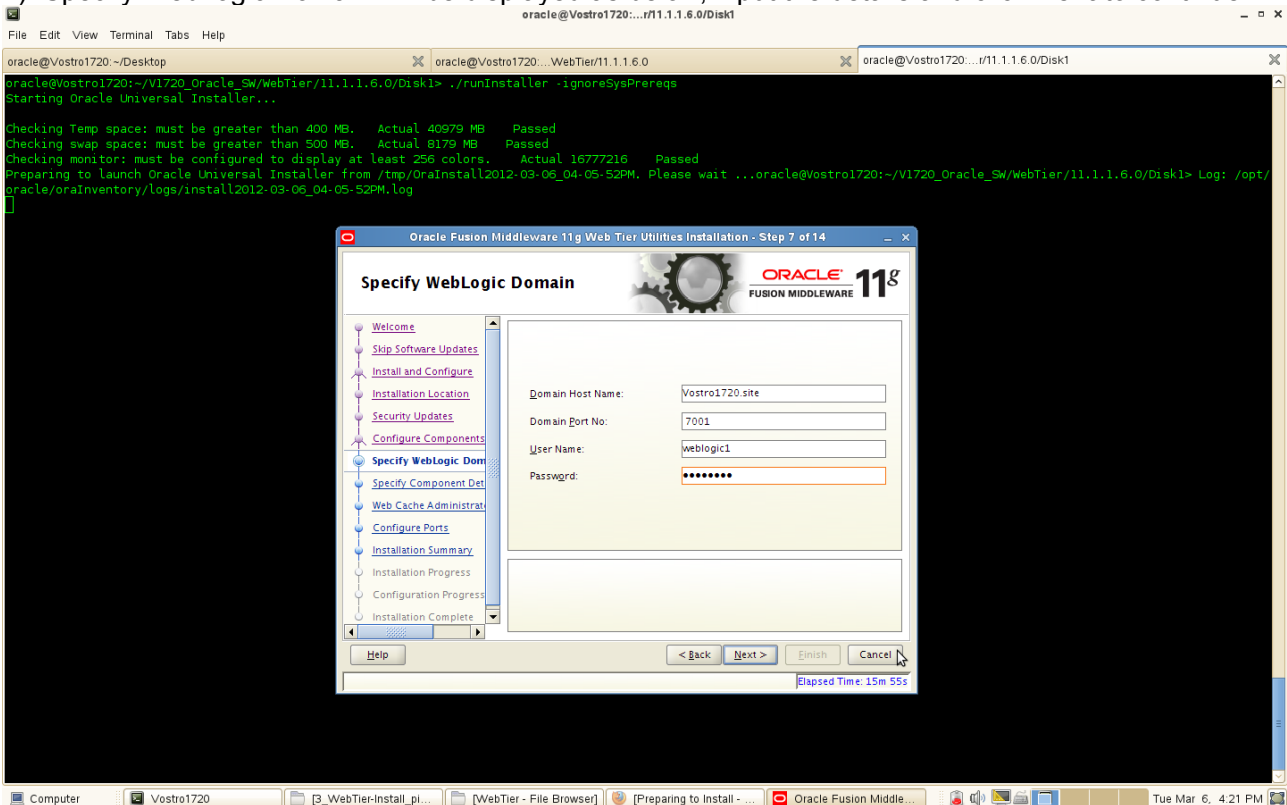 oracle@Vostro1720:...r/11.1.1.6.0/Disk1
File Edit View Terminal Tabs Help
oracle@Vostro1720:~/Desktop
oracle@Vostro1720:...WebTier/11.1.1.6.0
oracle@Vostro1720:...r/11.1.1.6.0/Disk1
oracle@Vostro1720:~/V1720_Oracle_SW/WebTier/11.1.1.6.0/Disk1> ./runInstaller -ignoreSysPrereqs
Starting Oracle Universal Installer...
Checking Temp space: must be greater than 400 MB. Actual 40979 MB Passed
Checking swap space: must be greater than 500 MB. Actual 8179 MB Passed
Checking monitor: must be configured to display at least 256 colors. Actual 16777216 Passed
Preparing to launch Oracle Universal Installer from /tmp/OraInstall2012-03-06_04-05-52PM. Please wait ...oracle@Vostro1720:~/V1720_Oracle_SW/WebTier/11.1.1.6.0/Disk1> Log: /opt/
oracle/oraInventory/logs/install2012-03-06_04-05-52PM.log
Oracle Fusion Middleware 11g Web Tier Utilities Installation - Step 7 of 14
Specify WebLogic Domain
ORACLE
FUSION MIDDLEWARE 11g
Welcome
Skip Software Updates
Install and Configure
Installation Location
Security Updates
Configure Components
Specify WebLogic Dom
Specify Component Det
Web Cache Administrat
Configure Ports
Installation Summary
Installation Progress
Configuration Progress
Installation Complete
Domain Host Name: Vostro1720.site
Domain Port No: 7001
User Name: weblogic1
Password: ••••••••
Help
< Back
Next >
Finish
Cancel
Elapsed Time: 15m 55s
Computer
Vostro1720
[3_WebTier-Install_pi...
[WebTier - File Browser]
[Preparing to Install - ...
Oracle Fusion Middle...
Tue Mar 6, 4:21 PM